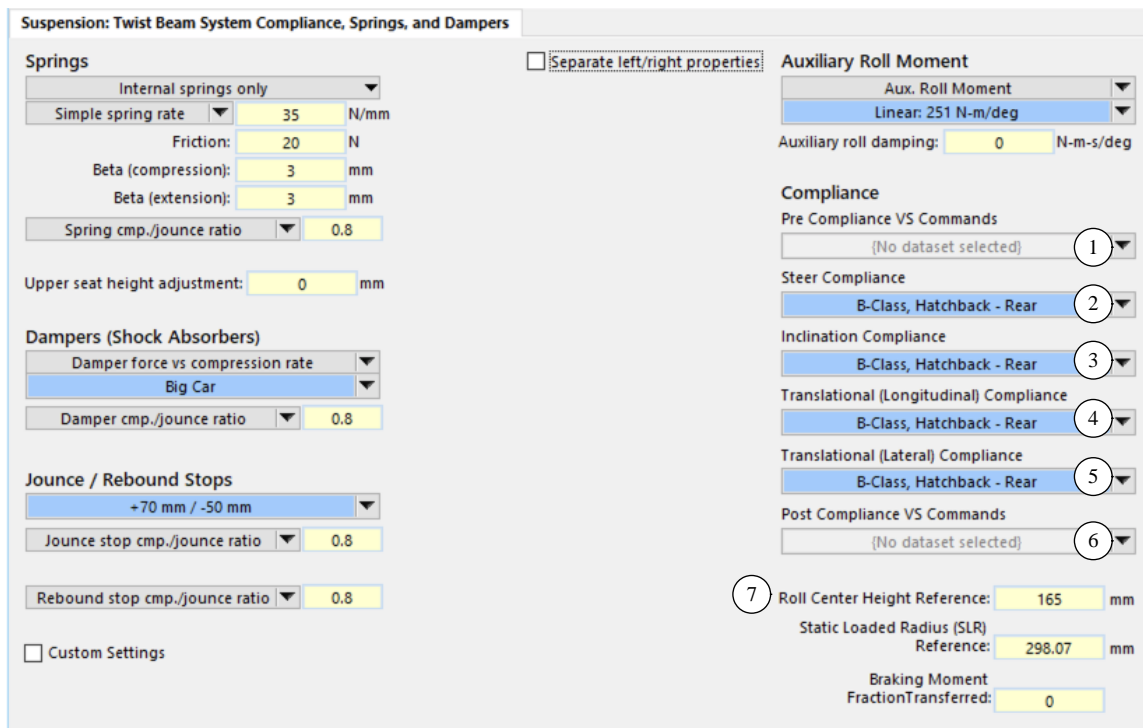 Suspension: Twist Beam System Compliance, Springs, and Dampers
Springs
Internal springs only
Simple spring rate 35 N/mm
Friction: 20 N
Beta (compression): 3 mm
Beta (extension): 3 mm
Spring cmp./jounce ratio 0.8
Upper seat height adjustment: 0 mm
Dampers (Shock Absorbers)
Damper force vs compression rate
Big Car
Damper cmp./jounce ratio 0.8
Jounce / Rebound Stops
+70 mm / -50 mm
Jounce stop cmp./jounce ratio 0.8
Rebound stop cmp./jounce ratio 0.8
Custom Settings
Separate left/right properties
Auxiliary Roll Moment
Aux. Roll Moment
Linear: 251 N-m/deg
Auxiliary roll damping: 0 N-m-s/deg
Compliance
Pre Compliance VS Commands
{No dataset selected} 1
Steer Compliance
B-Class, Hatchback - Rear 2
Inclination Compliance
B-Class, Hatchback - Rear 3
Translational (Longitudinal) Compliance
B-Class, Hatchback - Rear 4
Translational (Lateral) Compliance
B-Class, Hatchback - Rear 5
Post Compliance VS Commands
{No dataset selected} 6
7 Roll Center Height Reference: 165 mm
Static Loaded Radius (SLR)
Reference: 298.07 mm
Braking Moment
FractionTransferred: 0